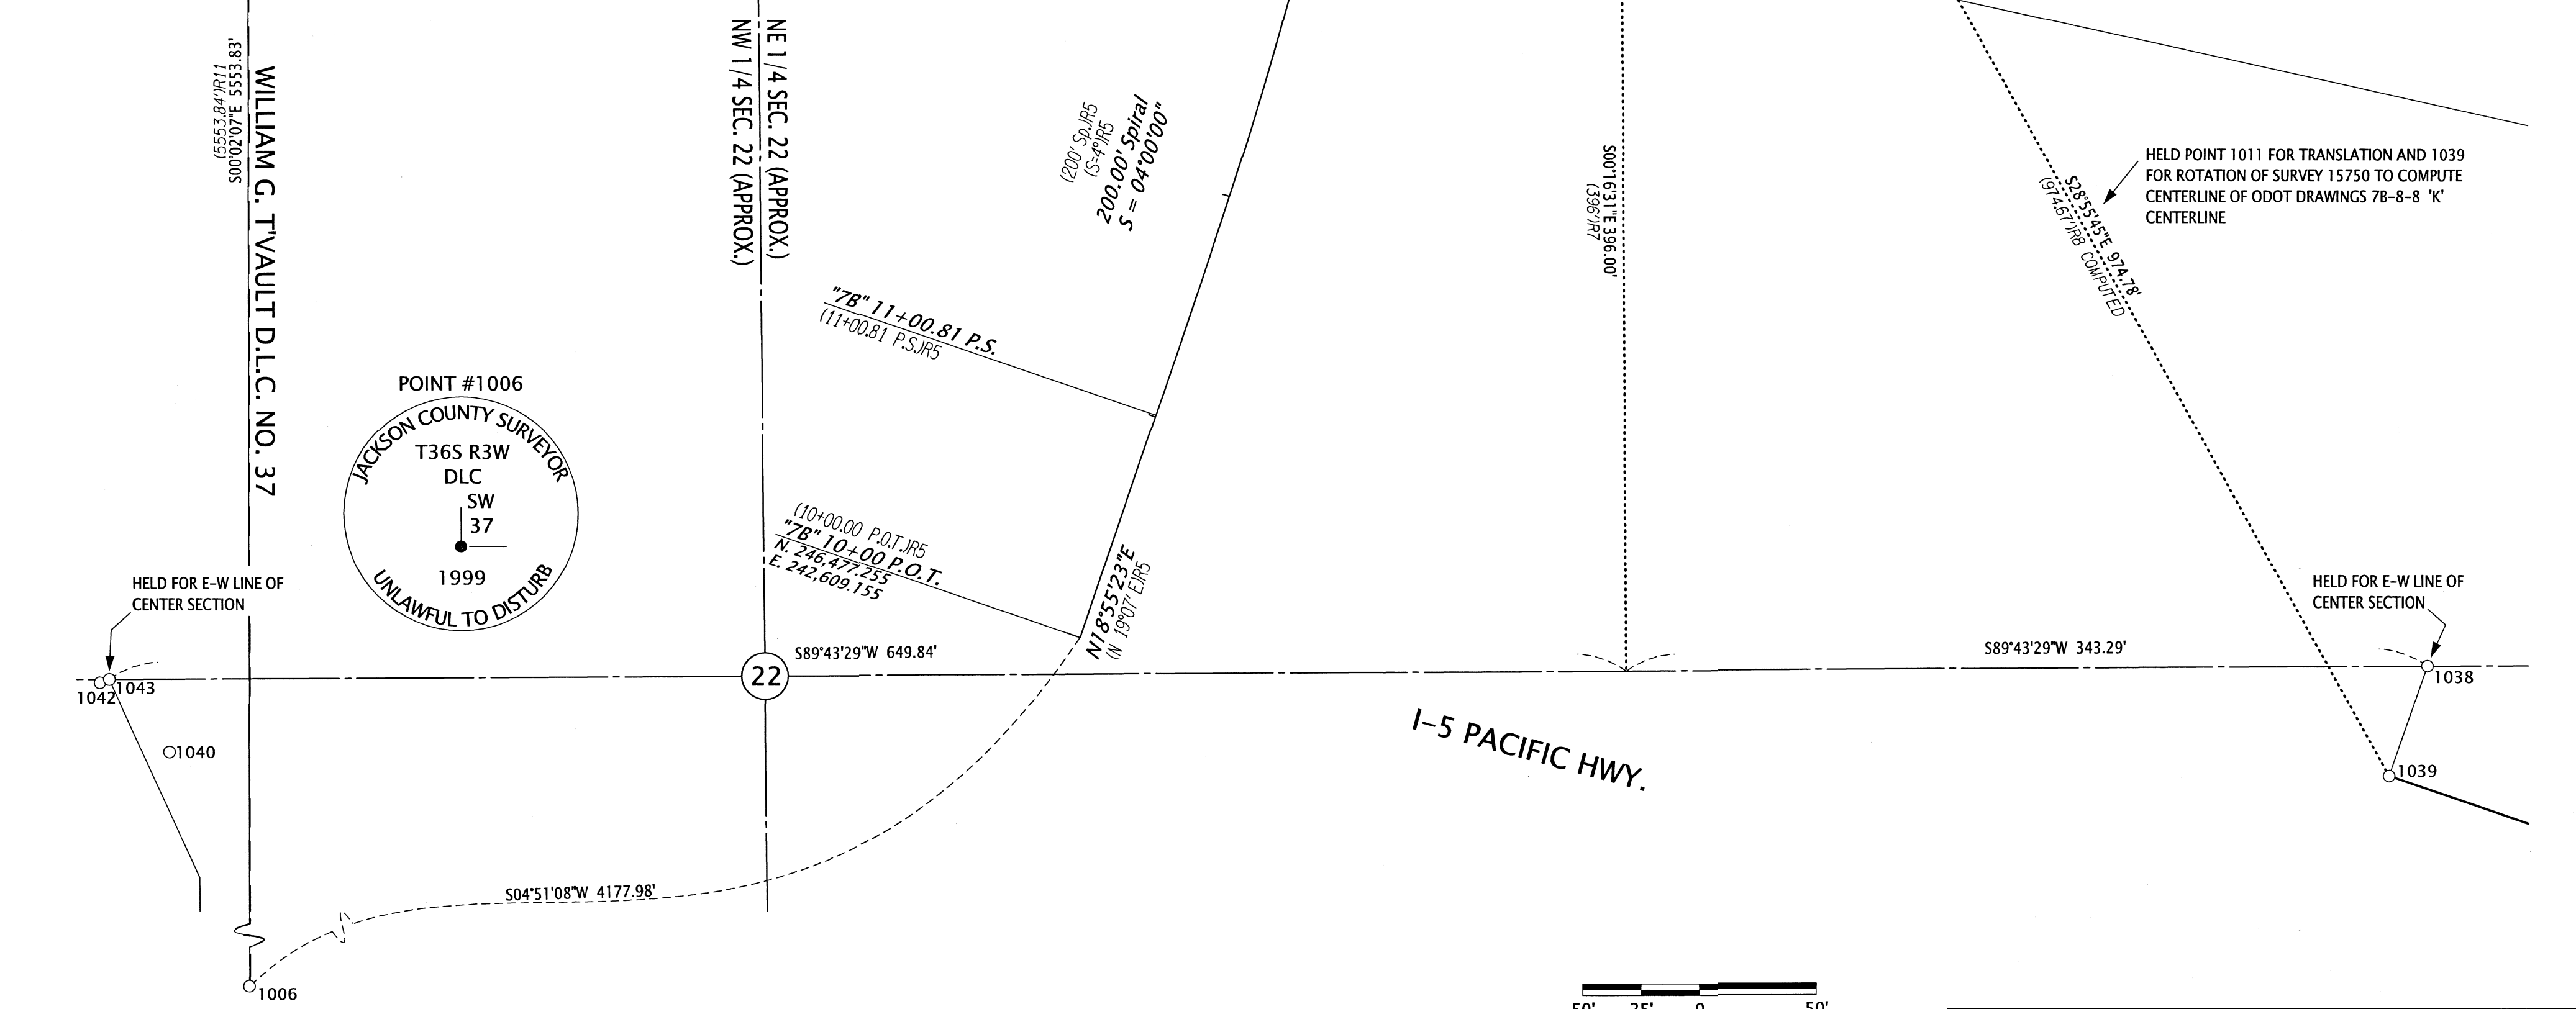 S00°02'07"E 5553.83'
(5553.84')R11
WILLIAM G. T'VAULT D.L.C. NO. 37
NE 1/4 SEC. 22 (APPROX.)
NW 1/4 SEC. 22 (APPROX.)
(200' Sp.)R5
(S=4°)R5
200.00' Spiral
S = 04°00'00"
S00°16'31"E 396.00'
(396')R7
S28°55'45"E 974.78'
(974.67')R8 COMPUTED
HELD POINT 1011 FOR TRANSLATION AND 1039
FOR ROTATION OF SURVEY 15750 TO COMPUTE
CENTERLINE OF ODOT DRAWINGS 7B-8-8 'K'
CENTERLINE
"7B" 11+00.81 P.S.
(11+00.81 P.S.)R5
POINT #1006
JACKSON COUNTY SURVEYOR
T36S R3W
DLC
SW
37
1999
UNLAWFUL TO DISTURB
(10+00.00 P.O.T.)R5
"7B" 10+00 P.O.T.
N. 246,477.255
E. 242,609.155
N18°55'23"E
(N 19°07' E)R5
HELD FOR E-W LINE OF
CENTER SECTION
HELD FOR E-W LINE OF
CENTER SECTION
S89°43'29"W 649.84'
S89°43'29"W 343.29'
22
1043
1042
1038
1040
I-5 PACIFIC HWY.
1039
S04°51'08"W 4177.98'
1006
50' 25' 0 50'